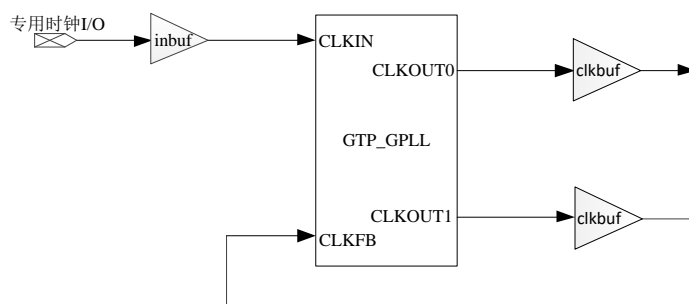 专用时钟I/O
inbuf
CLKIN
CLKOUT0
clkbuf
GTP_GPLL
CLKOUT1
clkbuf
CLKFB